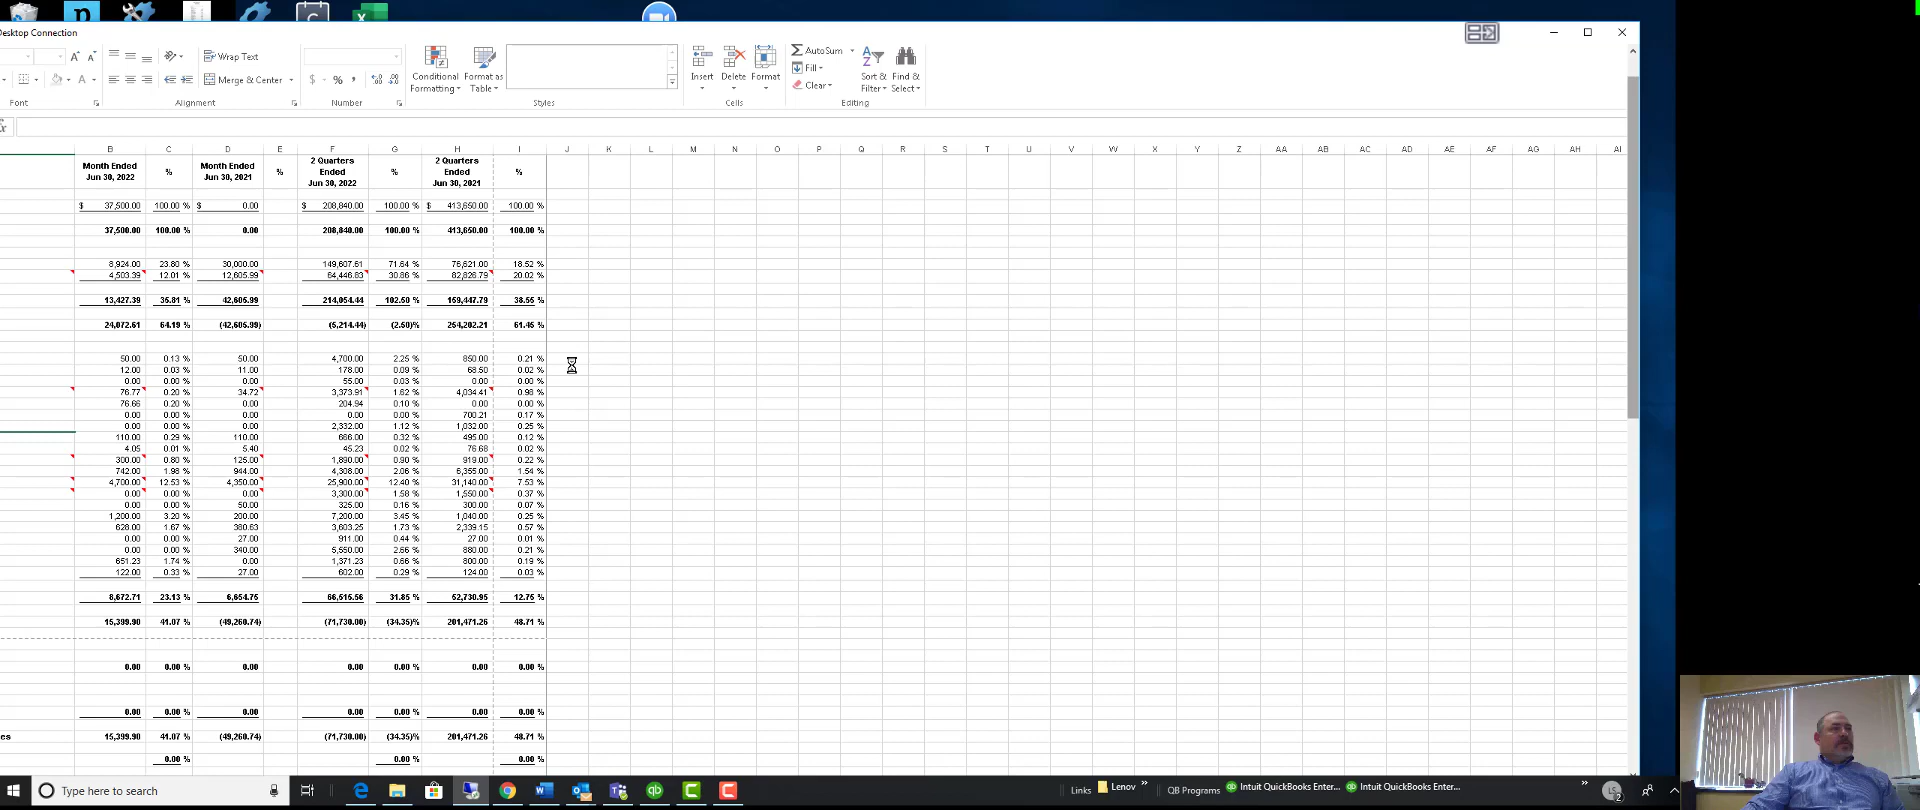 Desktop Connection
Wrap Text
Merge & Center
$ % ,
Conditional Formatting
Format as Table
Insert Delete Format
AutoSum
Fill
Clear
Sort & Filter
Find & Select
Font Alignment Number Styles Cells Editing
fx
B C D E F G H I J K L M N O P Q R S T U V W X Y Z AA AB AC AD AE AF AG AH AI
Month Ended Jun 30, 2022 % Month Ended Jun 30, 2021 % 2 Quarters Ended Jun 30, 2022 % 2 Quarters Ended Jun 30, 2021 %
$ 37,500.00 100.00 % $ 0.00 $ 208,840.00 100.00 % $ 413,650.00 100.00 %
37,500.00 100.00 % 0.00 208,840.00 100.00 % 413,650.00 100.00 %
8,924.00 23.80 % 30,000.00 149,607.61 71.64 % 76,621.00 18.52 %
4,503.39 12.01 % 12,605.99 64,446.83 30.86 % 82,826.79 20.02 %
13,427.39 35.81 % 42,605.99 214,054.44 102.50 % 159,447.79 38.55 %
24,072.61 64.19 % (42,605.99) (5,214.44) (2.50)% 254,202.21 61.45 %
50.00 0.13 % 50.00 4,700.00 2.25 % 850.00 0.21 %
12.00 0.03 % 11.00 178.00 0.09 % 68.50 0.02 %
0.00 0.00 % 0.00 55.00 0.03 % 0.00 0.00 %
76.77 0.20 % 34.72 3,373.91 1.62 % 4,034.41 0.98 %
76.66 0.20 % 0.00 204.94 0.10 % 0.00 0.00 %
0.00 0.00 % 0.00 0.00 0.00 % 700.21 0.17 %
0.00 0.00 % 0.00 2,332.00 1.12 % 1,032.00 0.25 %
110.00 0.29 % 110.00 666.00 0.32 % 495.00 0.12 %
4.05 0.01 % 5.40 45.23 0.02 % 76.68 0.02 %
300.00 0.80 % 125.00 1,890.00 0.90 % 919.00 0.22 %
742.00 1.98 % 944.00 4,308.00 2.06 % 6,355.00 1.54 %
4,700.00 12.53 % 4,350.00 25,900.00 12.40 % 31,140.00 7.53 %
0.00 0.00 % 0.00 3,300.00 1.58 % 1,550.00 0.37 %
0.00 0.00 % 50.00 325.00 0.16 % 300.00 0.07 %
1,200.00 3.20 % 200.00 7,200.00 3.45 % 1,040.00 0.25 %
628.00 1.67 % 380.63 3,603.25 1.73 % 2,339.15 0.57 %
0.00 0.00 % 27.00 911.00 0.44 % 27.00 0.01 %
0.00 0.00 % 340.00 5,550.00 2.66 % 880.00 0.21 %
651.23 1.74 % 0.00 1,371.23 0.66 % 800.00 0.19 %
122.00 0.33 % 27.00 602.00 0.29 % 124.00 0.03 %
8,672.71 23.13 % 6,654.75 66,515.56 31.85 % 52,730.95 12.75 %
15,399.90 41.07 % (49,260.74) (71,730.00) (34.35)% 201,471.26 48.71 %
0.00 0.00 % 0.00 0.00 0.00 % 0.00 0.00 %
0.00 0.00 % 0.00 0.00 0.00 % 0.00 0.00 %
es 15,399.90 41.07 % (49,260.74) (71,730.00) (34.35)% 201,471.26 48.71 %
0.00 % 0.00 % 0.00 %
Type here to search
Links Lenov » QB Programs Intuit QuickBooks Enter... Intuit QuickBooks Enter... »
LS 2